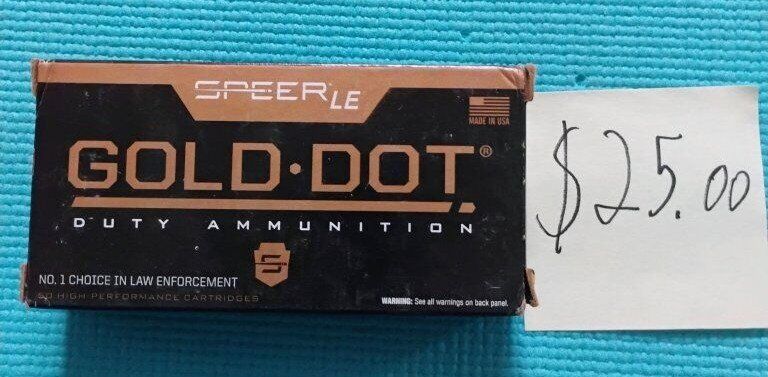 SPEER LE
MADE IN USA
GOLD·DOT®
DUTY AMMUNITION
S
NO. 1 CHOICE IN LAW ENFORCEMENT
50 HIGH PERFORMANCE CARTRIDGES
WARNING: See all warnings on back panel.
$25.00